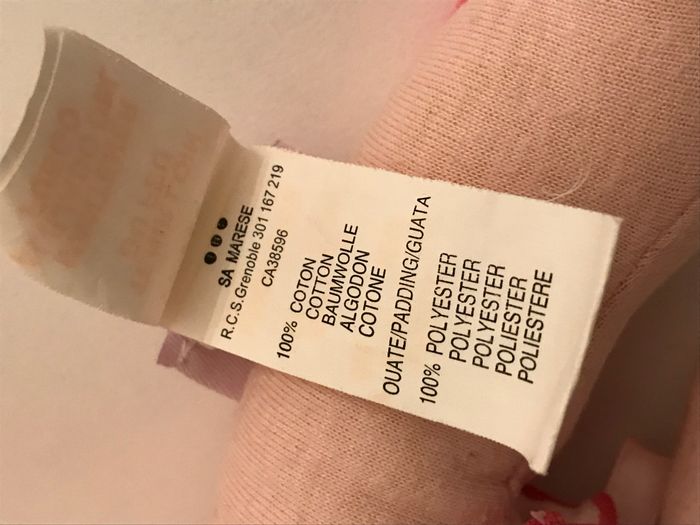 SA MARESE
R.C.S.Grenoble 301 167 219
CA38596
100% COTON
COTTON
BAUMWOLLE
ALGODON
COTONE
OUATE/PADDING/GUATA
100% POLYESTER
POLYESTER
POLYESTER
POLIESTER
POLIESTERE